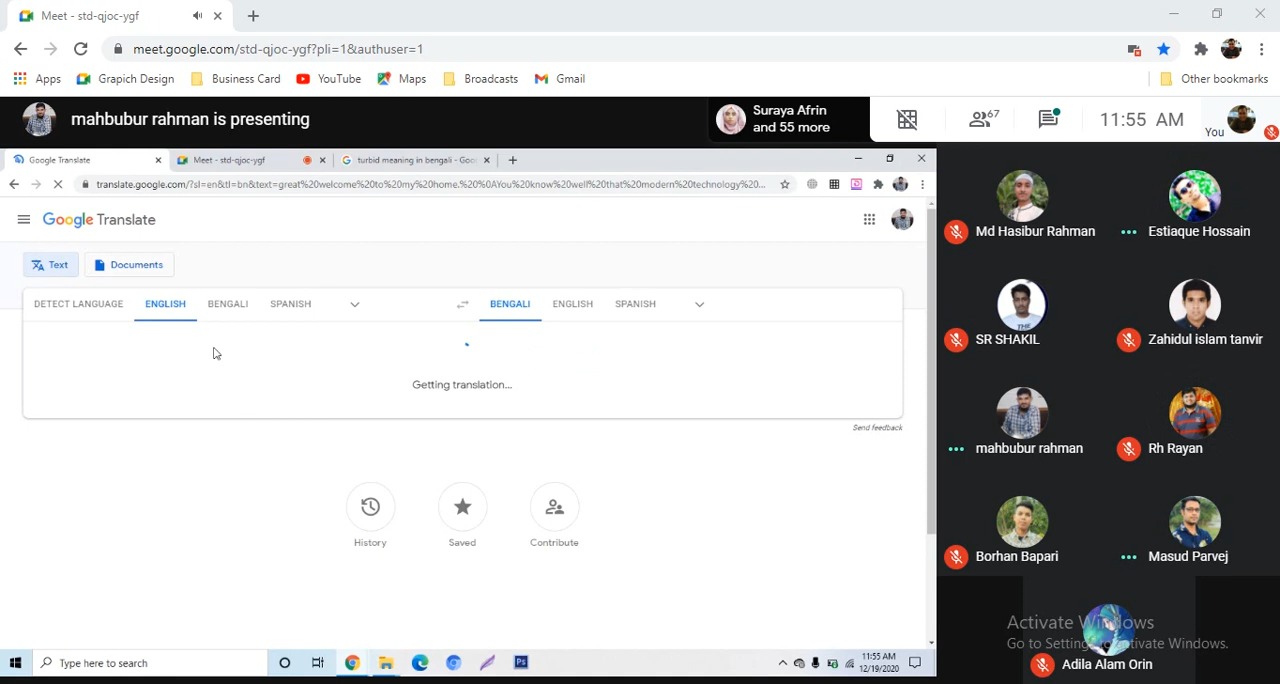 Meet - std-qjoc-ygf
meet.google.com/std-qjoc-ygf?pli=1&authuser=1
Apps Grapich Design Business Card YouTube Maps Broadcasts Gmail Other bookmarks
mahbubur rahman is presenting
Suraya Afrin
and 55 more
67
11:55 AM
You
Google Translate Meet - std-qjoc-ygf turbid meaning in bengali - Goo
translate.google.com/?sl=en&tl=bn&text=great%20welcome%20to%20my%20home.%20%0AYou%20know%20well%20that%20modern%20technology%20...
Google Translate
Text Documents
DETECT LANGUAGE ENGLISH BENGALI SPANISH BENGALI ENGLISH SPANISH
Getting translation...
Send feedback
History Saved Contribute
Type here to search
Ps
11:55 AM
12/19/2020
Md Hasibur Rahman Estiaque Hossain
THE
SR SHAKIL Zahidul islam tanvir
mahbubur rahman Rh Rayan
Borhan Bapari Masud Parvej
Activate Windows
Go to Settings to activate Windows.
Adila Alam Orin